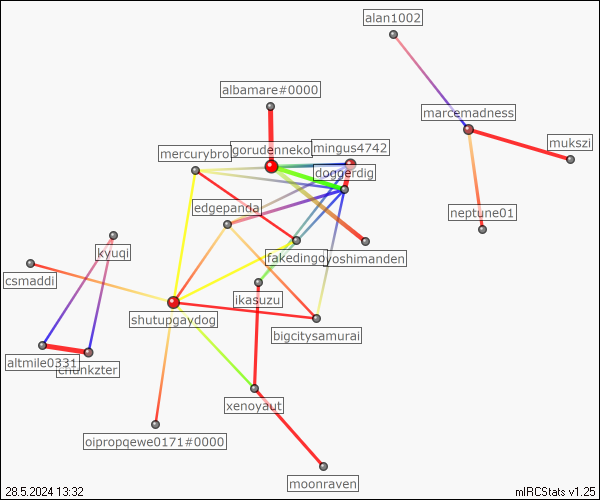 alan1002
albamare#0000
marcemadness
mukszi
gorudenneko
mingus4742
mercurybro
doggerdig
edgepanda
neptune01
kyuqi
fakedingo
yoshimanden
csmaddi
ikasuzu
shutupgaydog
bigcitysamurai
altmile0331
chunkzter
xenoyaut
oipropqewe0171#0000
moonraven
28.5.2024 13:32
mIRCStats v1.25